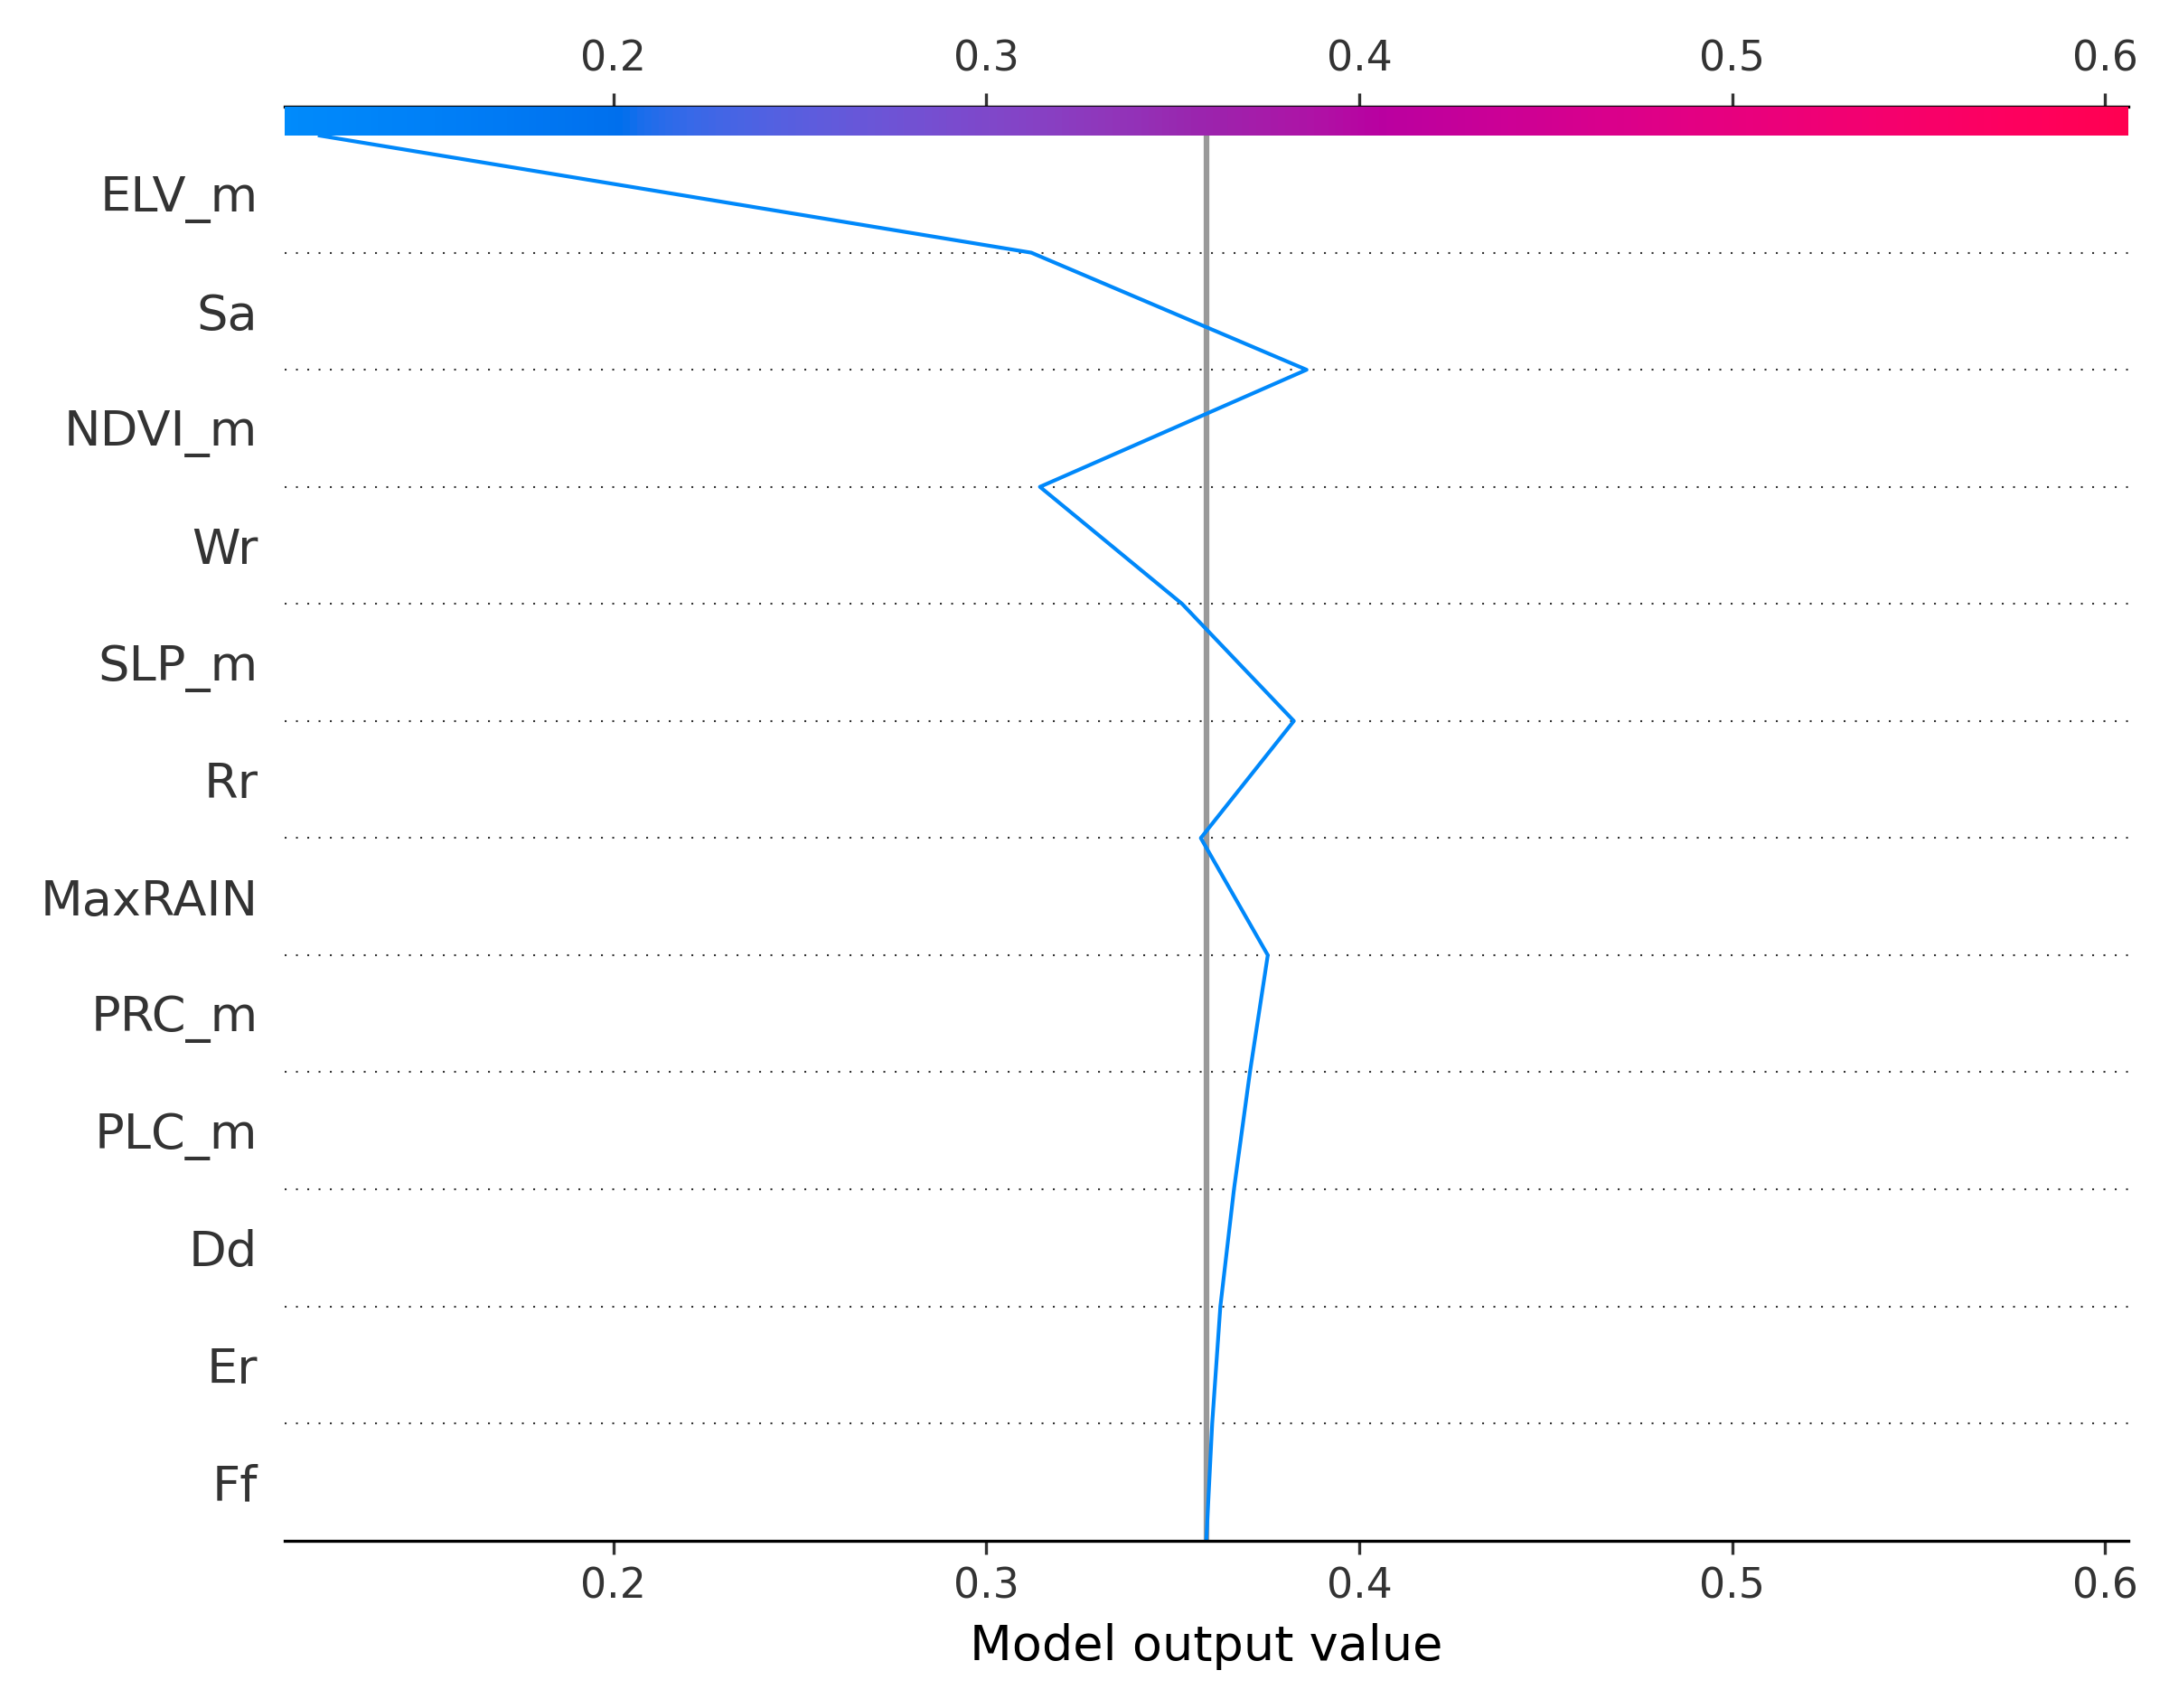 0.2 0.3 0.4 0.5 0.6
ELV_m
Sa
NDVI_m
Wr
SLP_m
Rr
MaxRAIN
PRC_m
PLC_m
Dd
Er
Ff
0.2 0.3 0.4 0.5 0.6
Model output value